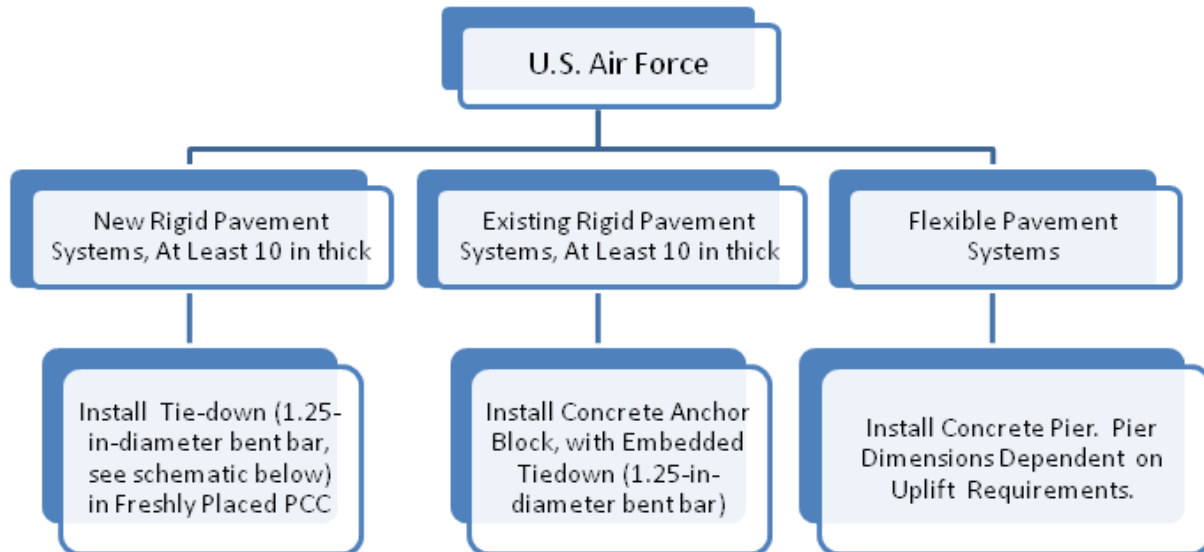 U.S. Air Force
New Rigid Pavement
Systems, At Least 10 in thick
Existing Rigid Pavement
Systems, At Least 10 in thick
Flexible Pavement
Systems
Install Tie-down (1.25-
in-diameter bent bar,
see schematic below)
in Freshly Placed PCC
Install Concrete Anchor
Block, with Embedded
Tiedown (1.25-in-
diameter bent bar)
Install Concrete Pier. Pier
Dimensions Dependent on
Uplift Requirements.